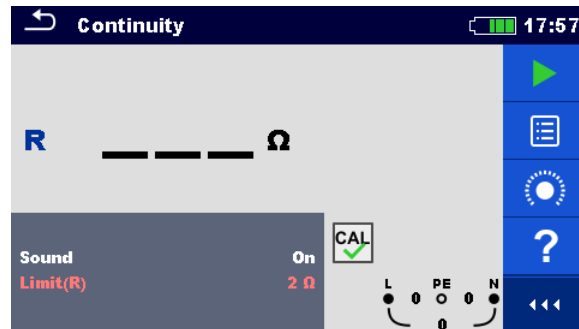 Continuity 17:57
R _ _ _ Ω
Sound On
Limit(R) 2 Ω
CAL
L PE N
0 0
0
?